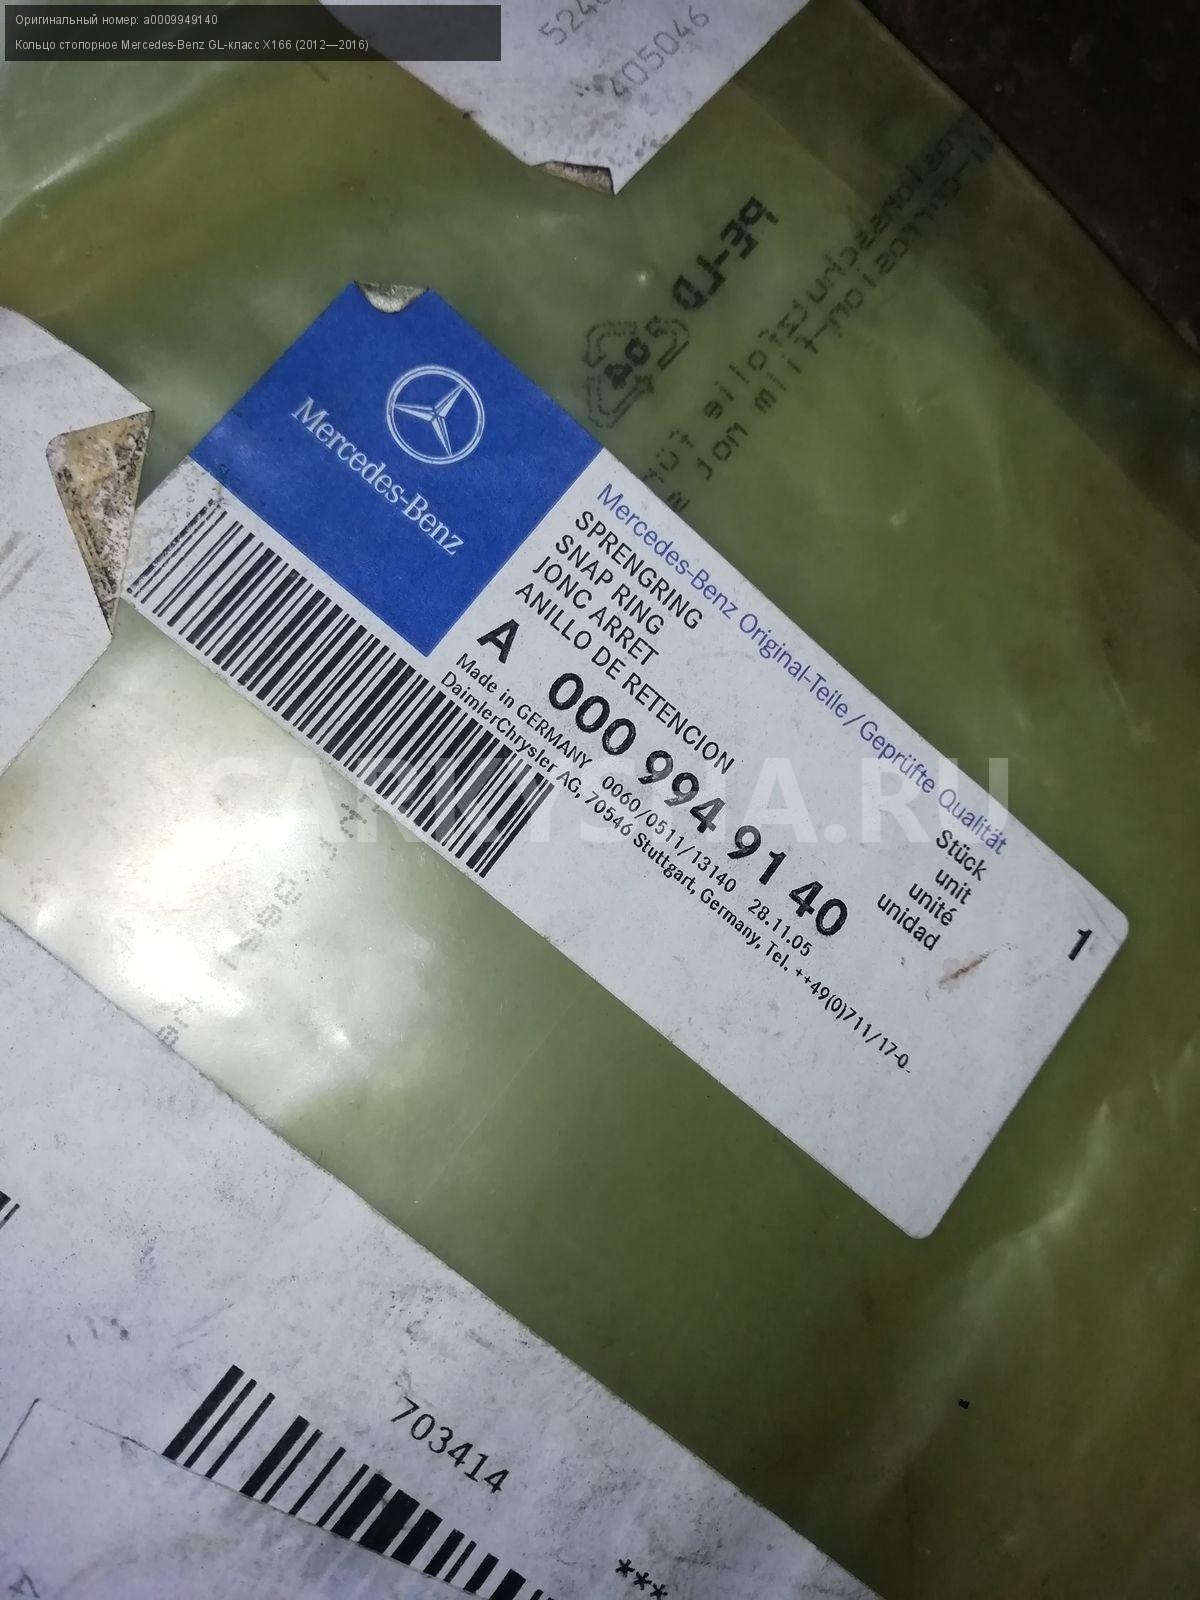 Оригинальный номер: a0009949140
Кольцо стопорное Mercedes-Benz GL-класс X166 (2012—2016)
405046
PE-LD
04
Mercedes-Benz
Mercedes-Benz Original-Teile / Geprüfte Qualität
SPRENGRING
SNAP RING
JONC ARRET
ANILLO DE RETENCION
Stück
unit
unité
unidad
1
A 000 994 91 40
Made in GERMANY 0060/0511/13140 28.11.05
DaimlerChrysler AG, 70546 Stuttgart, Germany, Tel. ++49(0)711/17-0
CARKYSHA.RU
703414
***